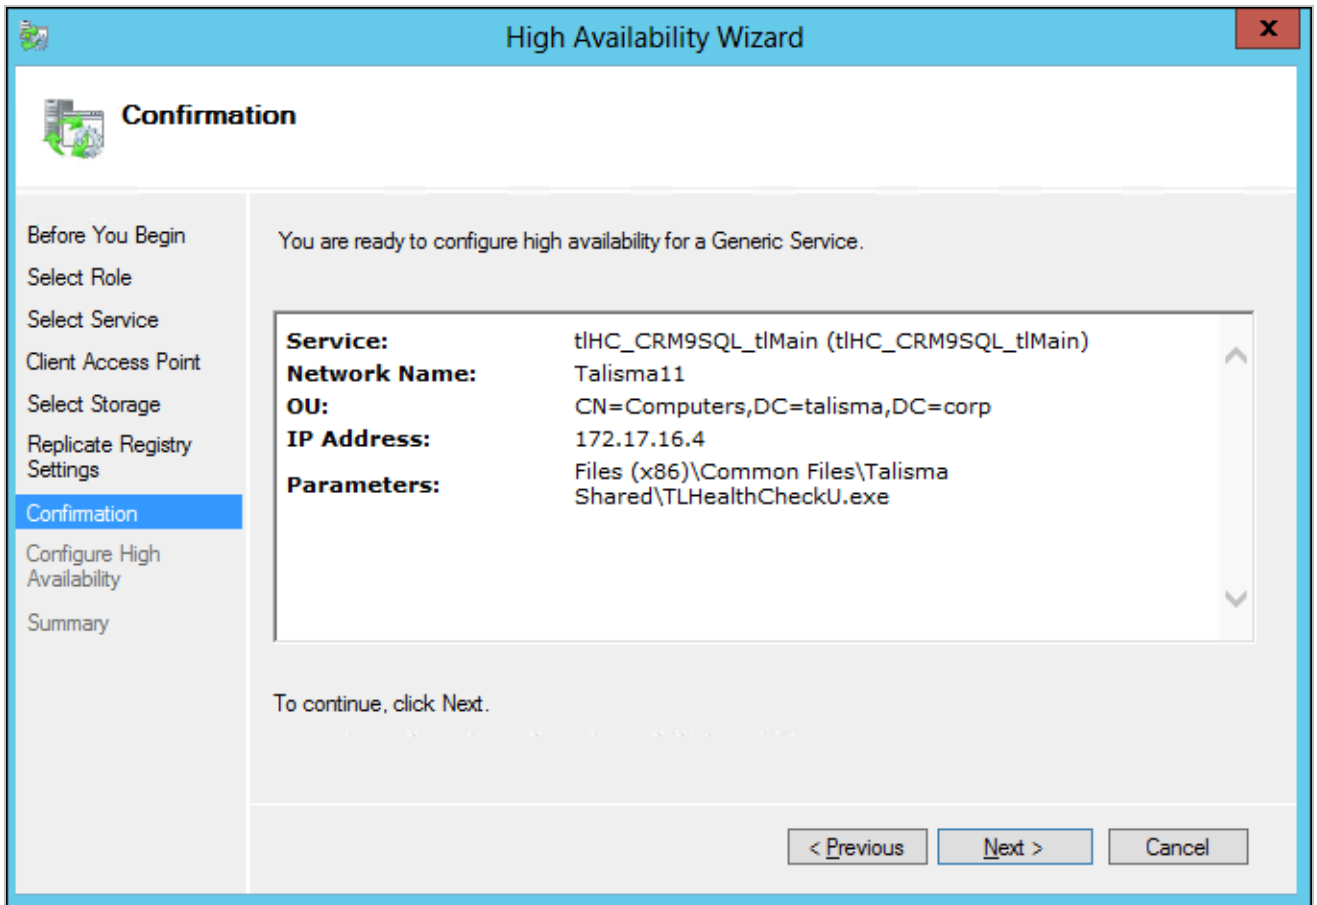 High Availability Wizard
X
Confirmation
Before You Begin
Select Role
Select Service
Client Access Point
Select Storage
Replicate Registry
Settings
Confirmation
Configure High
Availability
Summary
You are ready to configure high availability for a Generic Service.
Service: tlHC_CRM9SQL_tlMain (tlHC_CRM9SQL_tlMain)
Network Name: Talisma11
OU: CN=Computers,DC=talisma,DC=corp
IP Address: 172.17.16.4
Parameters: Files (x86)\Common Files\Talisma
Shared\TLHealthCheckU.exe
To continue, click Next.
< Previous Next > Cancel